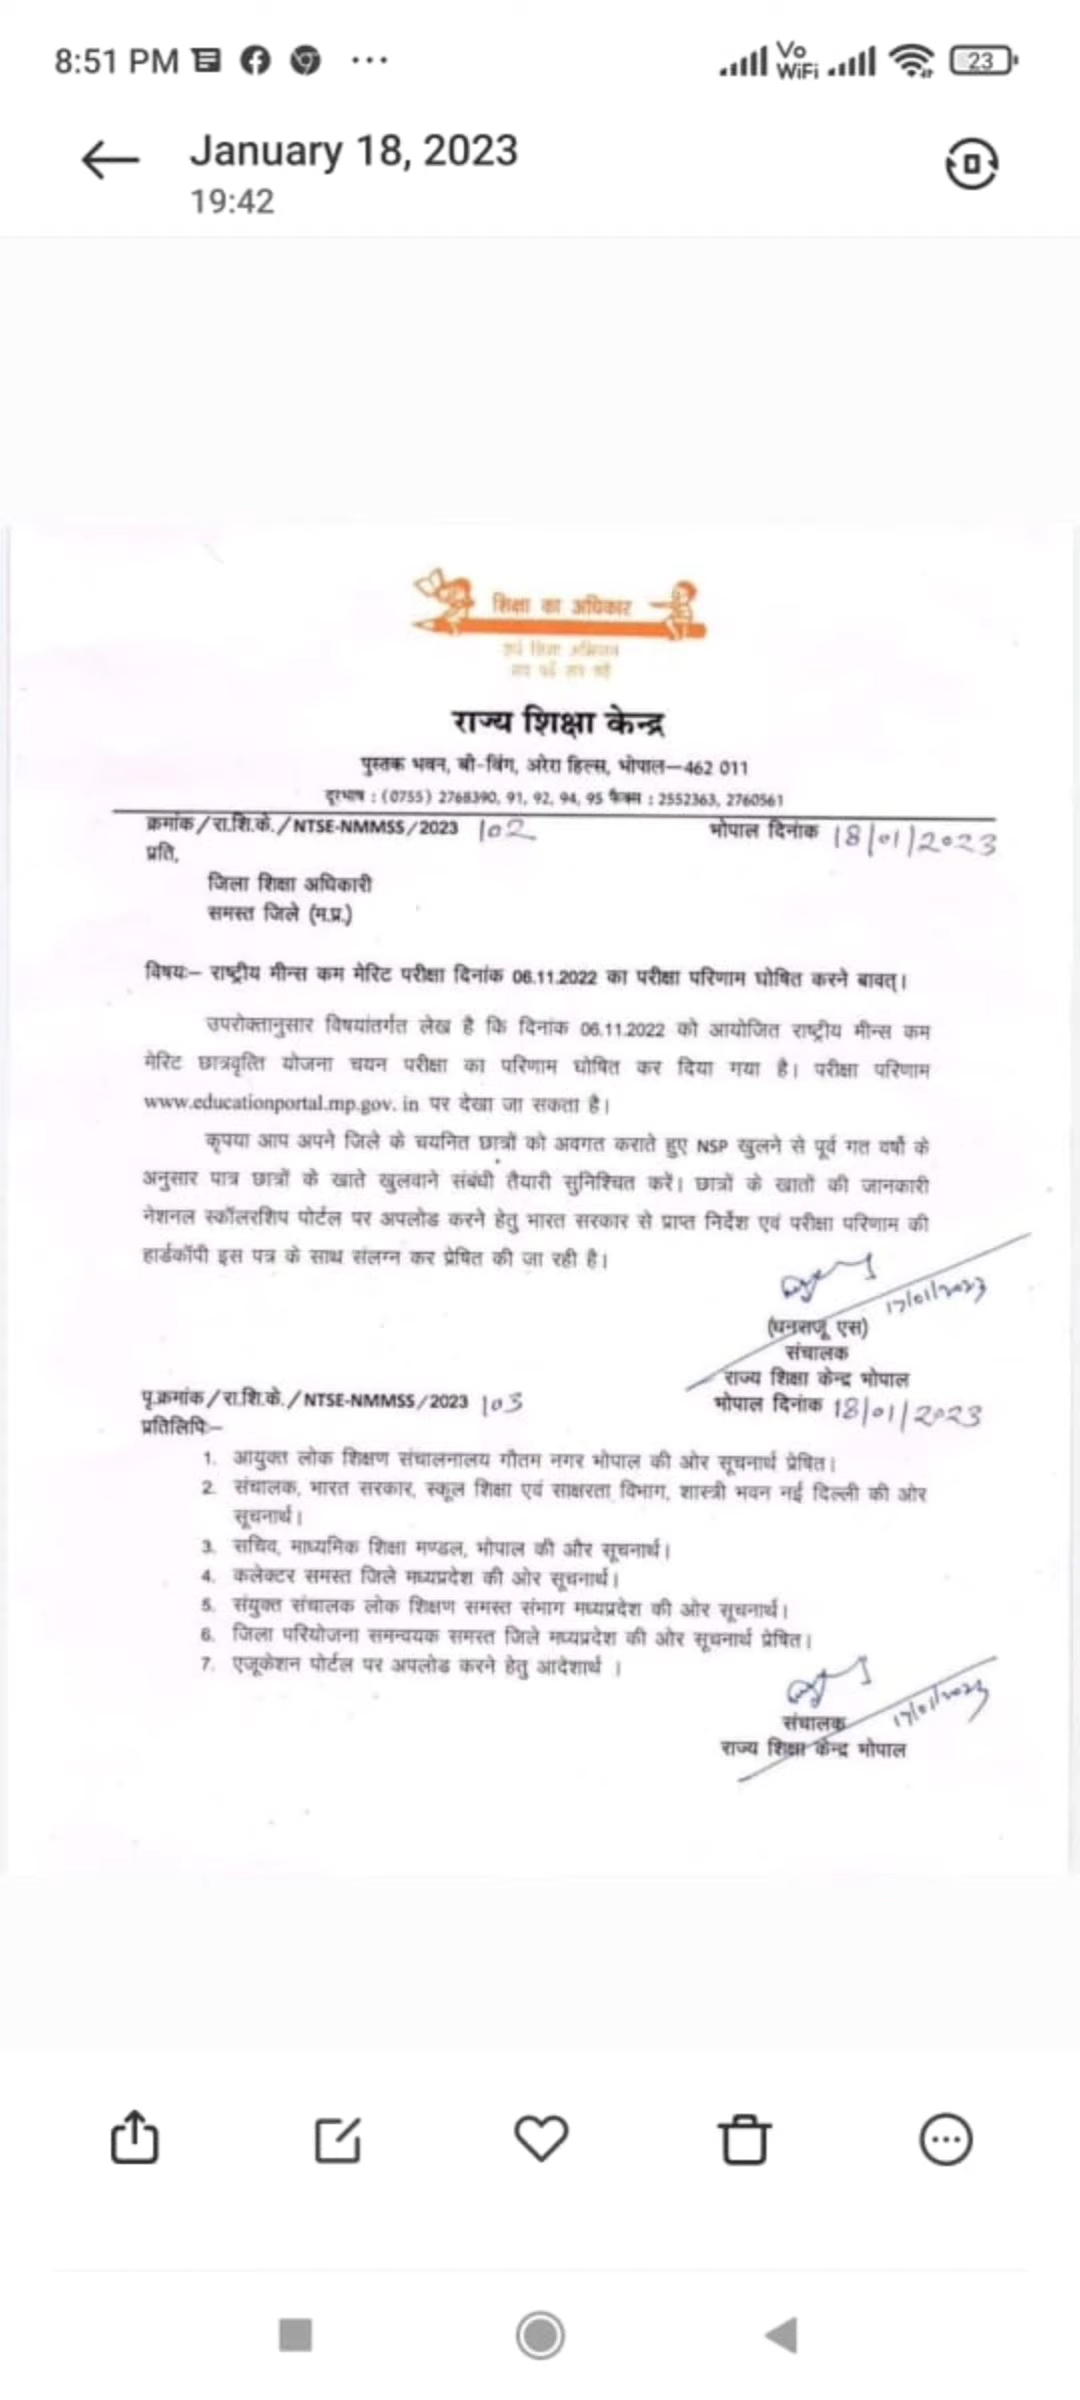 8:51 PM
Vo WiFi
23
January 18, 2023
19:42
शिक्षा का अधिकार
राज्य शिक्षा केन्द्र
पुस्तक भवन, बी-विंग, अरेरा हिल्स, भोपाल—462 011
दूरभाष : (0755) 2768390, 91, 92, 94, 95 फैक्स : 2552363, 2760561
क्रमांक/रा.शि.के./NTSE-NMMSS/2023 102 भोपाल दिनांक 18/01/2023
प्रति,
जिला शिक्षा अधिकारी
समस्त जिले (म.प्र.)
विषयः– राष्ट्रीय मीन्स कम मेरिट परीक्षा दिनांक 06.11.2022 का परीक्षा परिणाम घोषित करने बावत्।
उपरोक्तानुसार विषयांतर्गत लेख है कि दिनांक 06.11.2022 को आयोजित राष्ट्रीय मीन्स कम
मेरिट छात्रवृत्ति योजना चयन परीक्षा का परिणाम घोषित कर दिया गया है। परीक्षा परिणाम
www.educationportal.mp.gov. in पर देखा जा सकता है।
कृपया आप अपने जिले के चयनित छात्रों को अवगत कराते हुए NSP खुलने से पूर्व गत वर्षो के
अनुसार पात्र छात्रों के खाते खुलवाने संबंधी तैयारी सुनिश्चित करें। छात्रों के खातों की जानकारी
नेशनल स्कॉलरशिप पोर्टल पर अपलोड करने हेतु भारत सरकार से प्राप्त निर्देश एवं परीक्षा परिणाम की
हार्डकॉपी इस पत्र के साथ संलग्न कर प्रेषित की जा रही है।
17/01/2023
(धनराजू एस)
संचालक
राज्य शिक्षा केन्द्र भोपाल
पृ.क्रमांक/रा.शि.के./NTSE-NMMSS/2023 103 भोपाल दिनांक 18/01/2023
प्रतिलिपिः–
1. आयुक्त लोक शिक्षण संचालनालय गौतम नगर भोपाल की ओर सूचनार्थ प्रेषित।
2. संचालक, भारत सरकार, स्कूल शिक्षा एवं साक्षरता विभाग, शास्त्री भवन नई दिल्ली की ओर
सूचनार्थ।
3. सचिव, माध्यमिक शिक्षा मण्डल, भोपाल की और सूचनार्थ।
4. कलेक्टर समस्त जिले मध्यप्रदेश की ओर सूचनार्थ।
5. संयुक्त संचालक लोक शिक्षण समस्त संभाग मध्यप्रदेश की ओर सूचनार्थ।
6. जिला परियोजना समन्वयक समस्त जिले मध्यप्रदेश की ओर सूचनार्थ प्रेषित।
7. एजूकेशन पोर्टल पर अपलोड करने हेतु आदेशार्थ ।
17/01/2023
संचालक
राज्य शिक्षा केन्द्र भोपाल